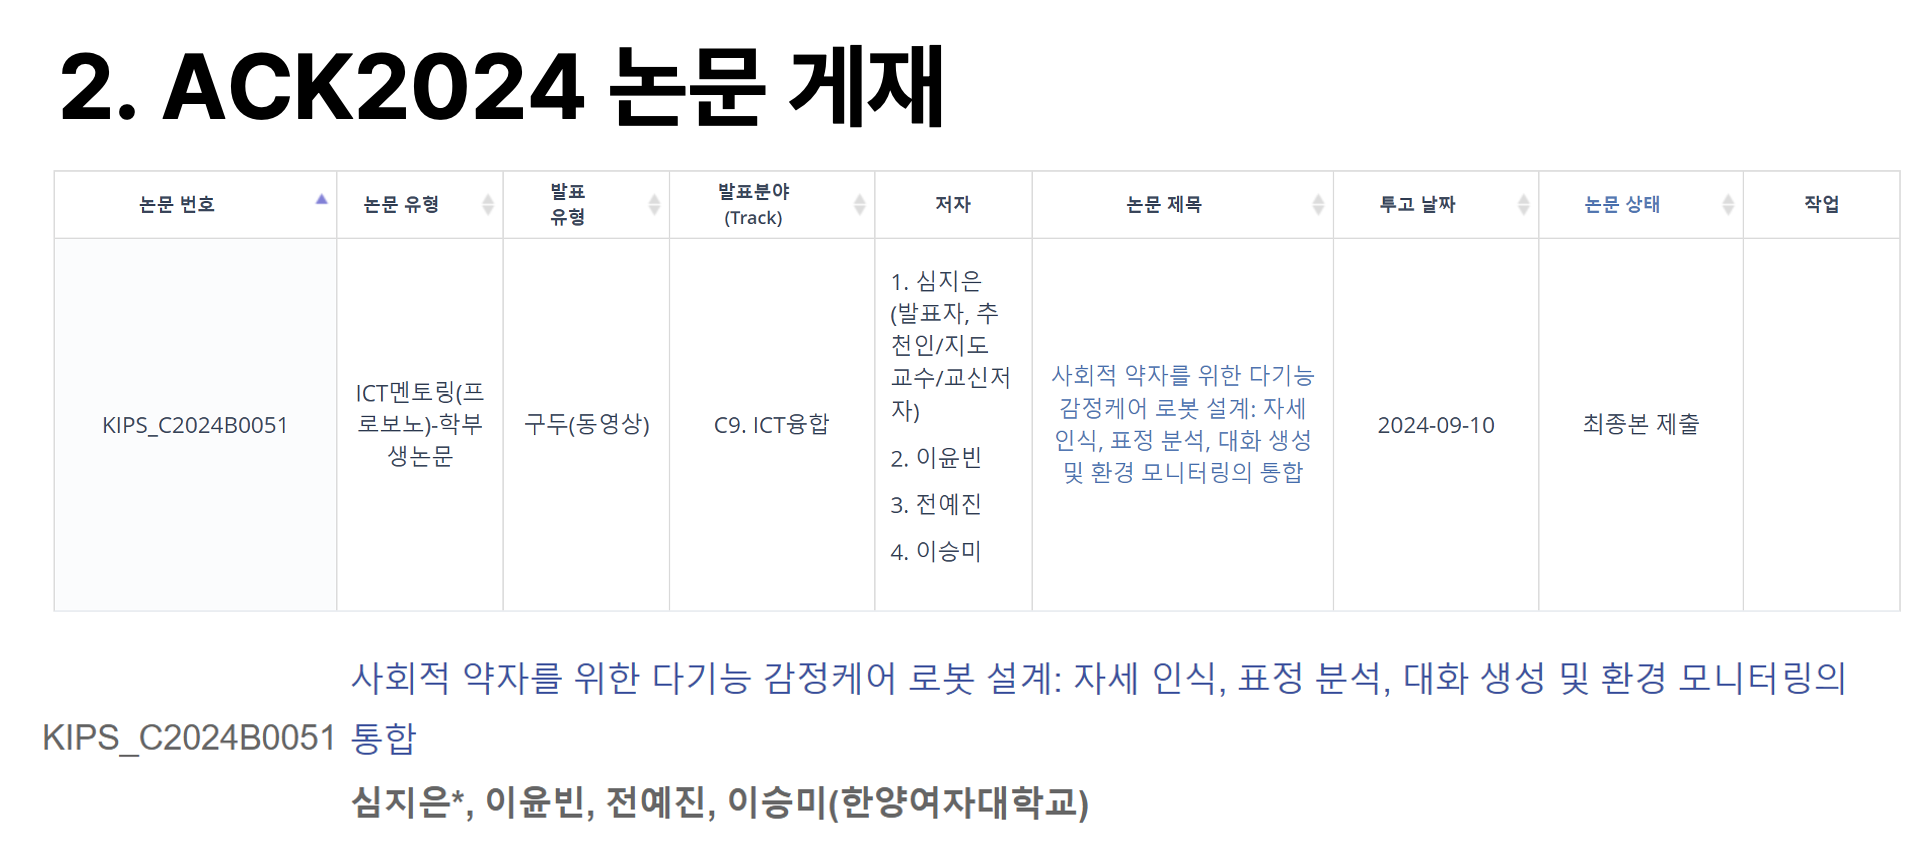 2. ACK2024 논문 게재
논문 번호
논문 유형
발표
유형
발표분야
(Track)
저자
논문 제목
투고 날짜
논문 상태
작업
KIPS_C2024B0051
ICT멘토링(프
로보노)-학부
생논문
구두(동영상)
C9. ICT융합
1. 심지은
(발표자, 추
천인/지도
교수/교신저
자)
2. 이윤빈
3. 전예진
4. 이승미
사회적 약자를 위한 다기능
감정케어 로봇 설계: 자세
인식, 표정 분석, 대화 생성
및 환경 모니터링의 통합
2024-09-10
최종본 제출
KIPS_C2024B0051
사회적 약자를 위한 다기능 감정케어 로봇 설계: 자세 인식, 표정 분석, 대화 생성 및 환경 모니터링의
통합
심지은*, 이윤빈, 전예진, 이승미(한양여자대학교)